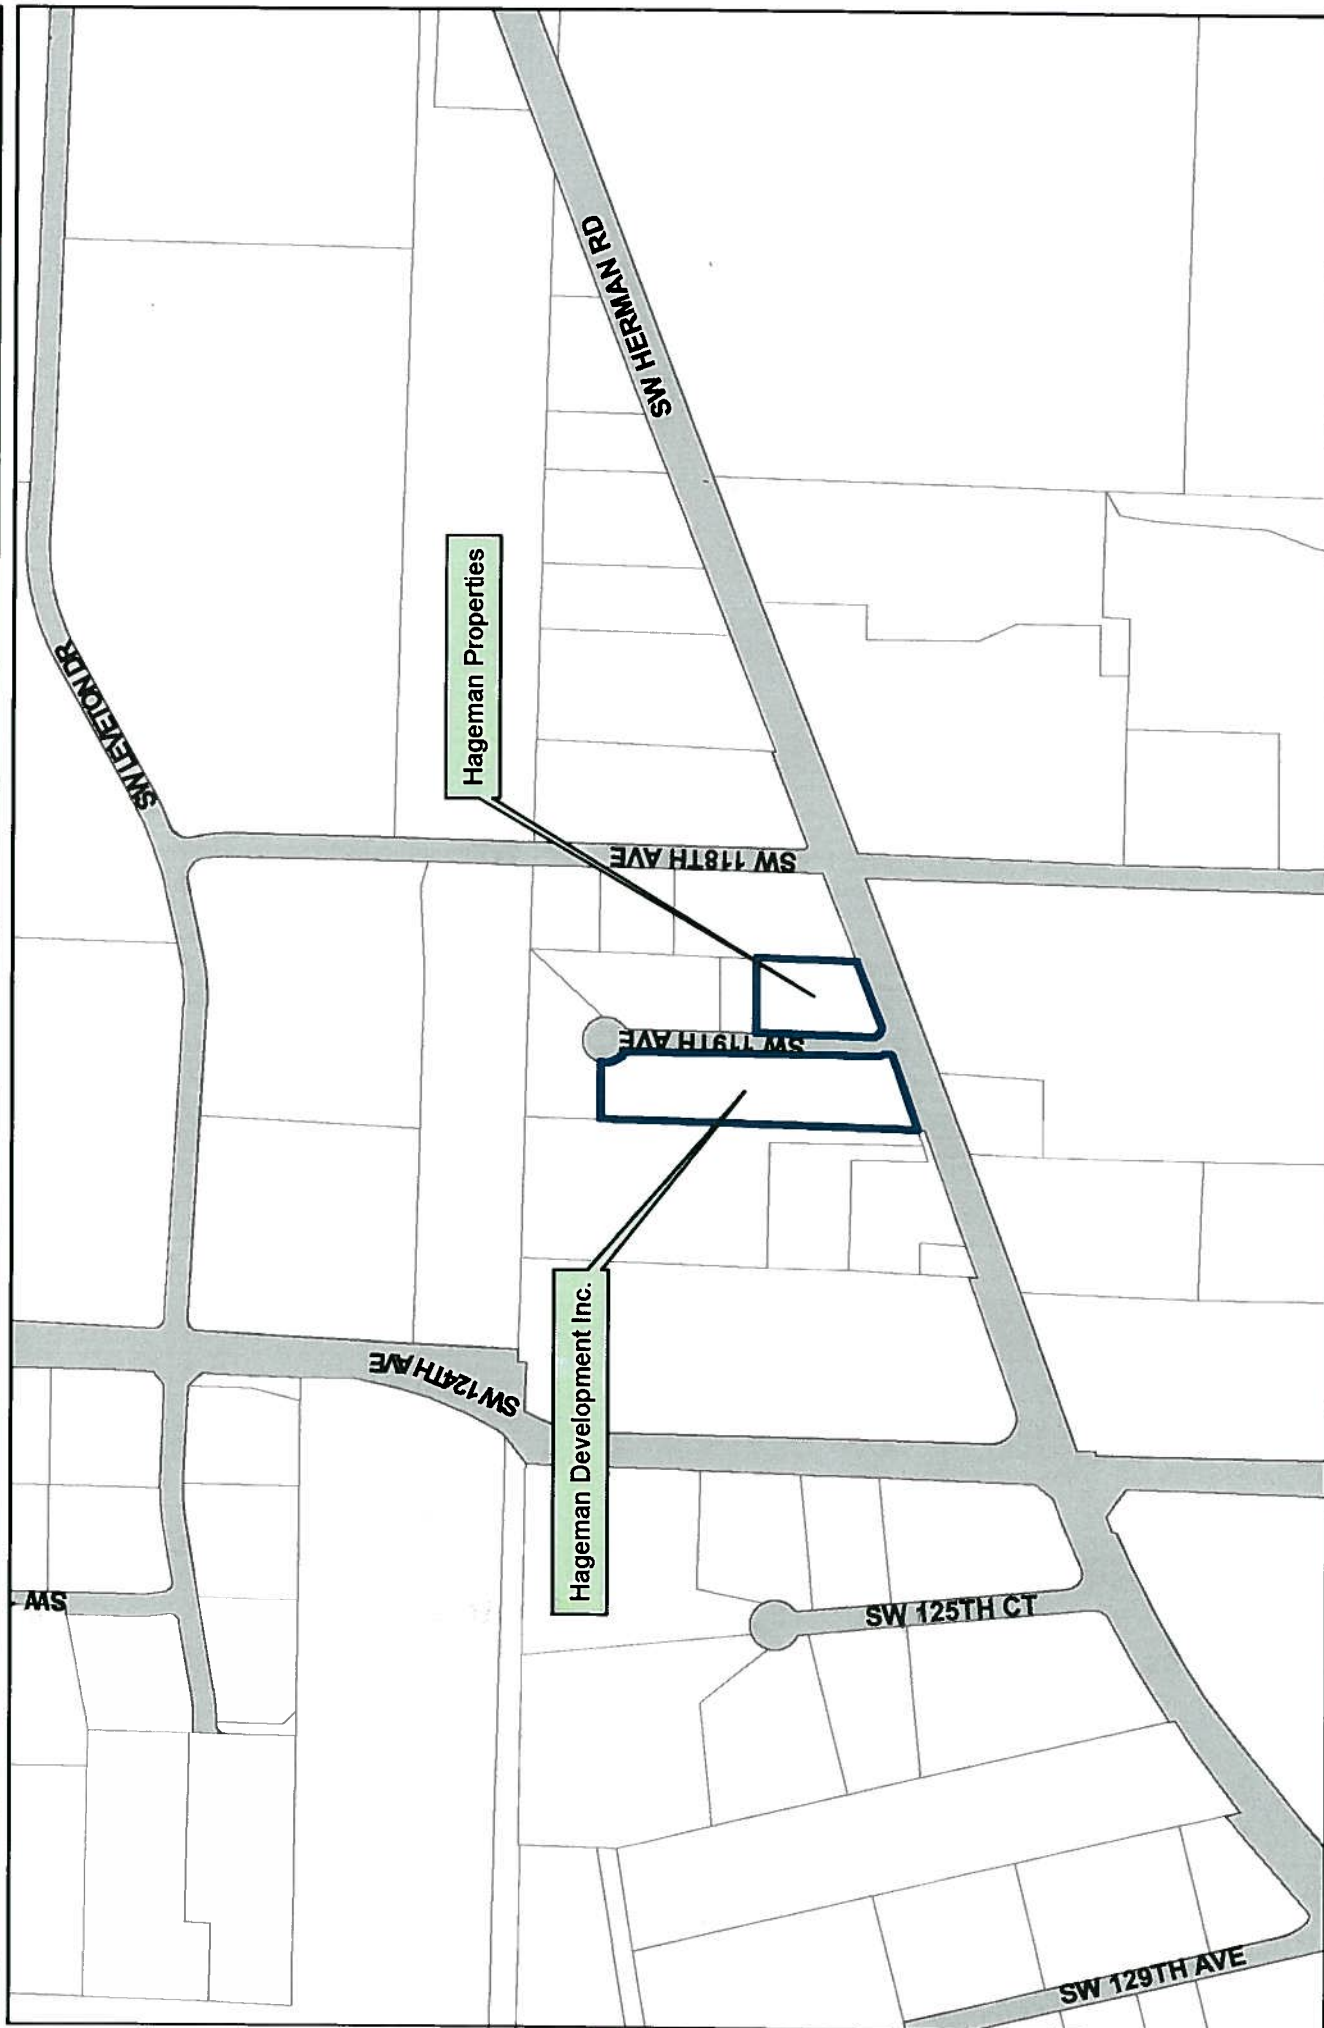 SW HERMAN RD
SW LEVETON DR
Hageman Properties
SW 118TH AVE
SW 119TH AVE
Hageman Development Inc.
SW 124TH AVE
SW
SW 125TH CT
SW 129TH AVE